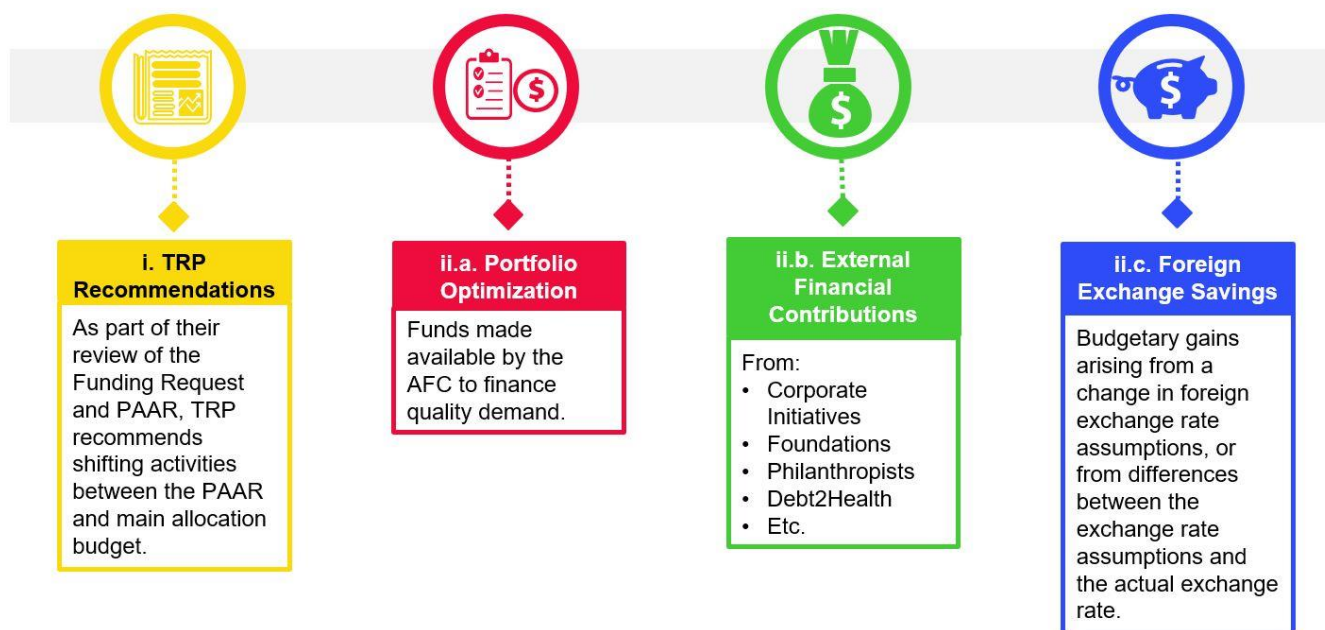 i. TRP
Recommendations
As part of their
review of the
Funding Request
and PAAR, TRP
recommends
shifting activities
between the PAAR
and main allocation
budget.
ii.a. Portfolio
Optimization
Funds made
available by the
AFC to finance
quality demand.
ii.b. External
Financial
Contributions
From:
• Corporate
Initiatives
• Foundations
• Philanthropists
• Debt2Health
• Etc.
ii.c. Foreign
Exchange Savings
Budgetary gains
arising from a
change in foreign
exchange rate
assumptions, or
from differences
between the
exchange rate
assumptions and
the actual exchange
rate.